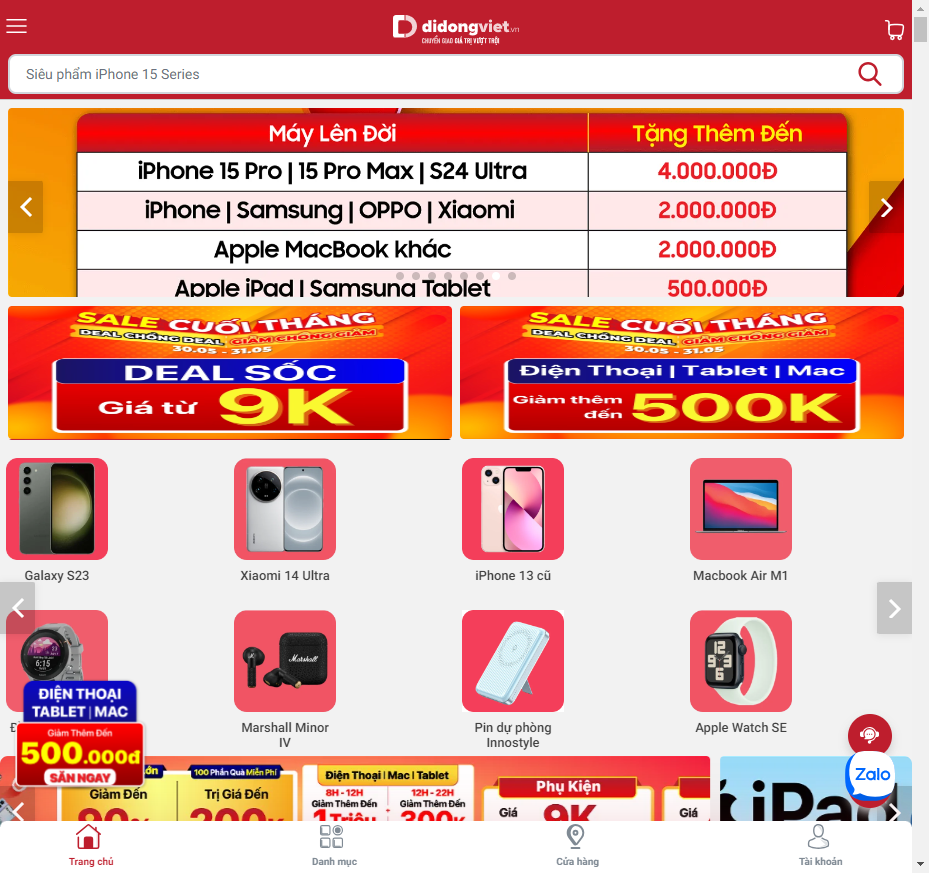 didongviet.vn
CHUYỂN GIAO GIÁ TRỊ VƯỢT TRỘI
Siêu phẩm iPhone 15 Series
Máy Lên Đời Tặng Thêm Đến
iPhone 15 Pro | 15 Pro Max | S24 Ultra 4.000.000Đ
iPhone | Samsung | OPPO | Xiaomi 2.000.000Đ
Apple MacBook khác 2.000.000Đ
Apple iPad | Samsung Tablet 500.000Đ
SALE CUỐI THÁNG
DEAL CHỒNG DEAL GIẢM CHỒNG GIẢM
30.05 - 31.05
DEAL SỐC
Giá từ 9K
SALE CUỐI THÁNG
DEAL CHỒNG DEAL GIẢM CHỒNG GIẢM
30.05 - 31.05
Điện Thoại | Tablet | Mac
Giảm thêm đến 500K
Galaxy S23
Xiaomi 14 Ultra
iPhone 13 cũ
Macbook Air M1
6:15
Marshall
Marshall Minor
IV
Pin dự phòng
Innostyle
Apple Watch SE
ĐIỆN THOẠI
TABLET | MAC
Giảm Thêm Đến
500.000đ
SĂN NGAY
100 Phần Quà Miễn Phí
Giảm Đến
Trị Giá Đến
200K
Điện Thoại | Mac | Tablet
8H - 12H
Giảm Thêm Đến
1 Triệu
12H - 22H
Giảm Thêm Đến
300K
Phụ Kiện
Giá 9K
Giá
iPa
Zalo
Trang chủ
Danh mục
Cửa hàng
Tài khoản